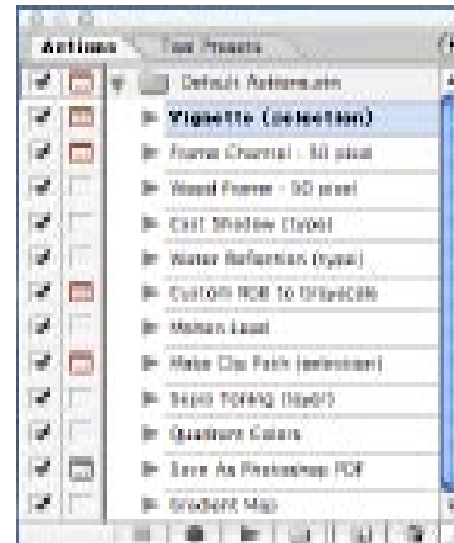 Actions Tool Presets
Default Actions.atn
Vignette (selection)
Frame Channel - 50 pixel
Wood Frame - 50 pixel
Cast Shadow (type)
Water Reflection (type)
Custom RGB to Grayscale
Molten Lead
Make Clip Path (selection)
Sepia Toning (layer)
Quadrant Colors
Save As Photoshop PDF
Gradient Map